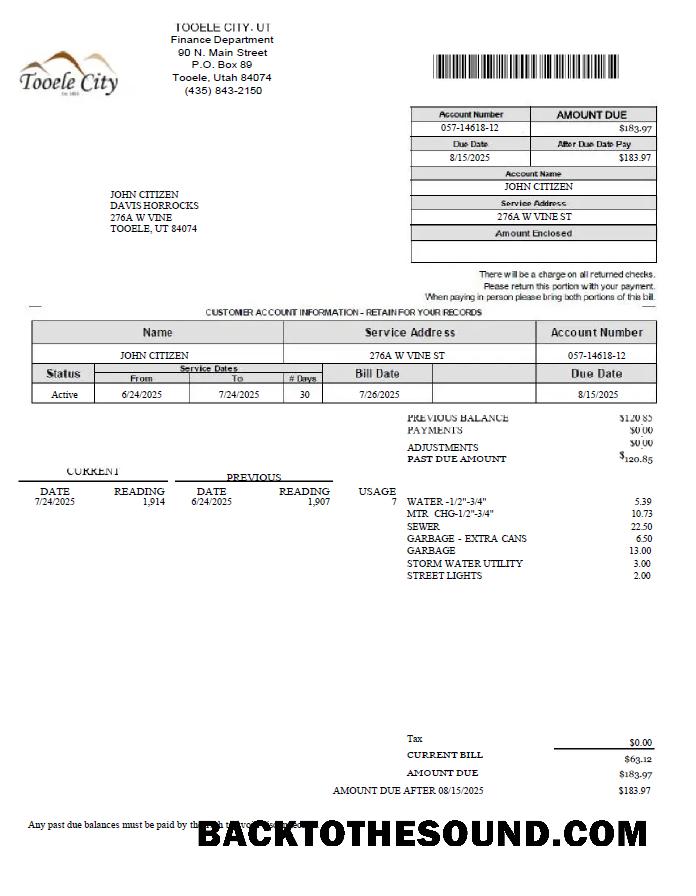 TOOELE CITY, UT
Finance Department
90 N. Main Street
P.O. Box 89
Tooele, Utah 84074
(435) 843-2150
Tooele City
Account Number AMOUNT DUE
057-14618-12 $183.97
Due Date After Due Date Pay
8/15/2025 $183.97
Account Name
JOHN CITIZEN
Service Address
276A W VINE ST
Amount Enclosed
JOHN CITIZEN
DAVIS HORROCKS
276A W VINE
TOOELE, UT 84074
There will be a charge on all returned checks.
Please return this portion with your payment.
When paying in person please bring both portions of this bill.
CUSTOMER ACCOUNT INFORMATION - RETAIN FOR YOUR RECORDS
Name Service Address Account Number
JOHN CITIZEN 276A W VINE ST 057-14618-12
Status Service Dates Bill Date Due Date
From To # Days
Active 6/24/2025 7/24/2025 30 7/26/2025 8/15/2025
PREVIOUS BALANCE $120.85
PAYMENTS $0.00
ADJUSTMENTS $0.00
PAST DUE AMOUNT $120.85
CURRENT PREVIOUS
DATE READING DATE READING USAGE
7/24/2025 1,914 6/24/2025 1,907 7
WATER -1/2"-3/4" 5.39
MTR CHG-1/2"-3/4" 10.73
SEWER 22.50
GARBAGE - EXTRA CANS 6.50
GARBAGE 13.00
STORM WATER UTILITY 3.00
STREET LIGHTS 2.00
Tax $0.00
CURRENT BILL $63.12
AMOUNT DUE $183.97
AMOUNT DUE AFTER 08/15/2025 $183.97
Any past due balances must be paid by the
BACKTOTHESOUND.COM